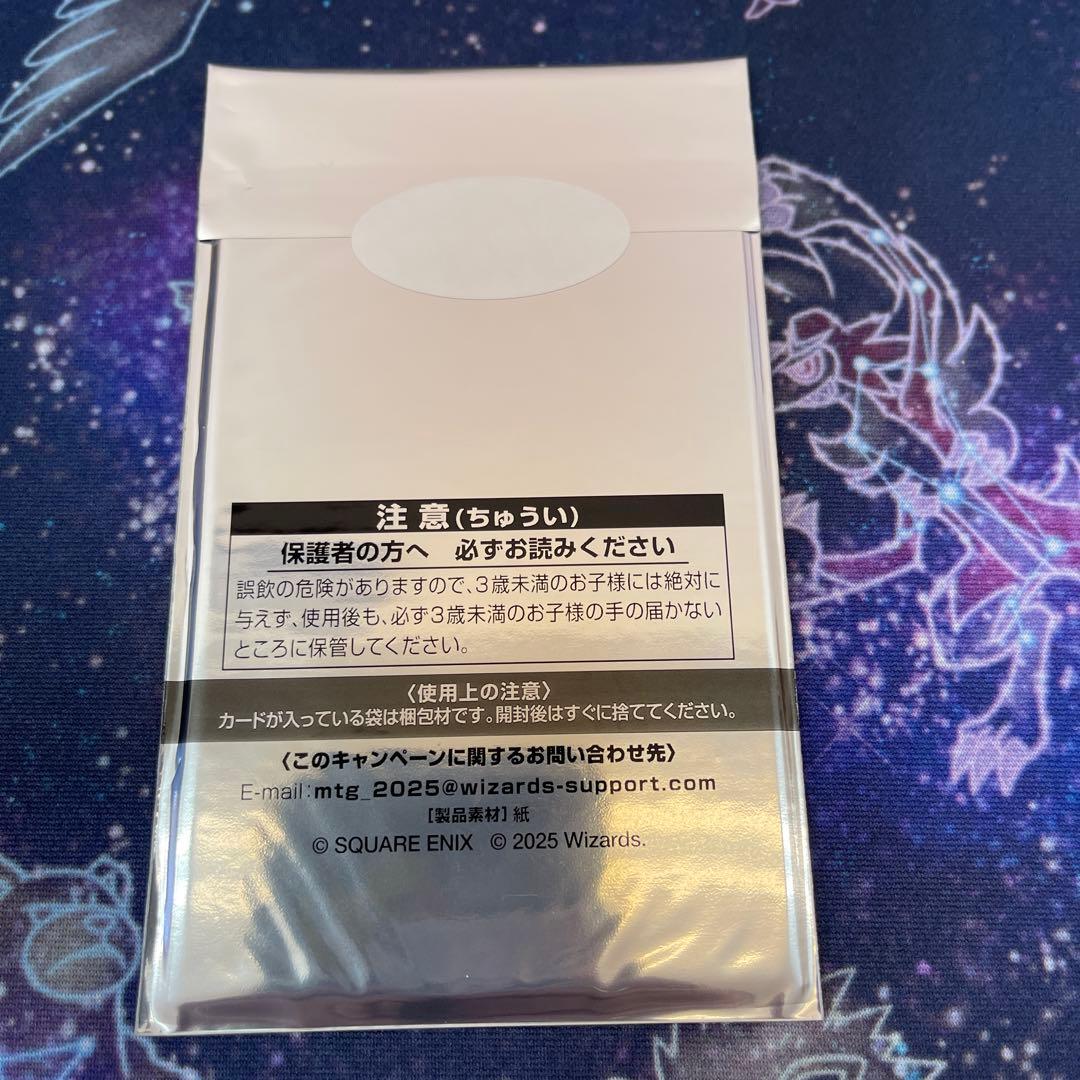 注 意(ちゅうい)
保護者の方へ 必ずお読みください
誤飲の危険がありますので、3歳未満のお子様には絶対に
与えず、使用後も、必ず3歳未満のお子様の手の届かない
ところに保管してください。
〈使用上の注意〉
カードが入っている袋は梱包材です。開封後はすぐに捨ててください。
〈このキャンペーンに関するお問い合わせ先〉
E-mail:mtg_2025@wizards-support.com
[製品素材] 紙
© SQUARE ENIX © 2025 Wizards.